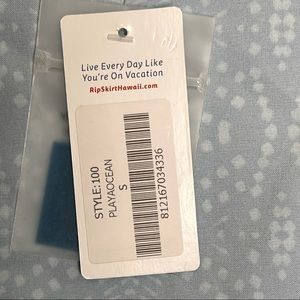 Live Every Day Like
You're On Vacation
RipSkirtHawaii.com
STYLE:100
PLAYAOCEAN
S
812167034336